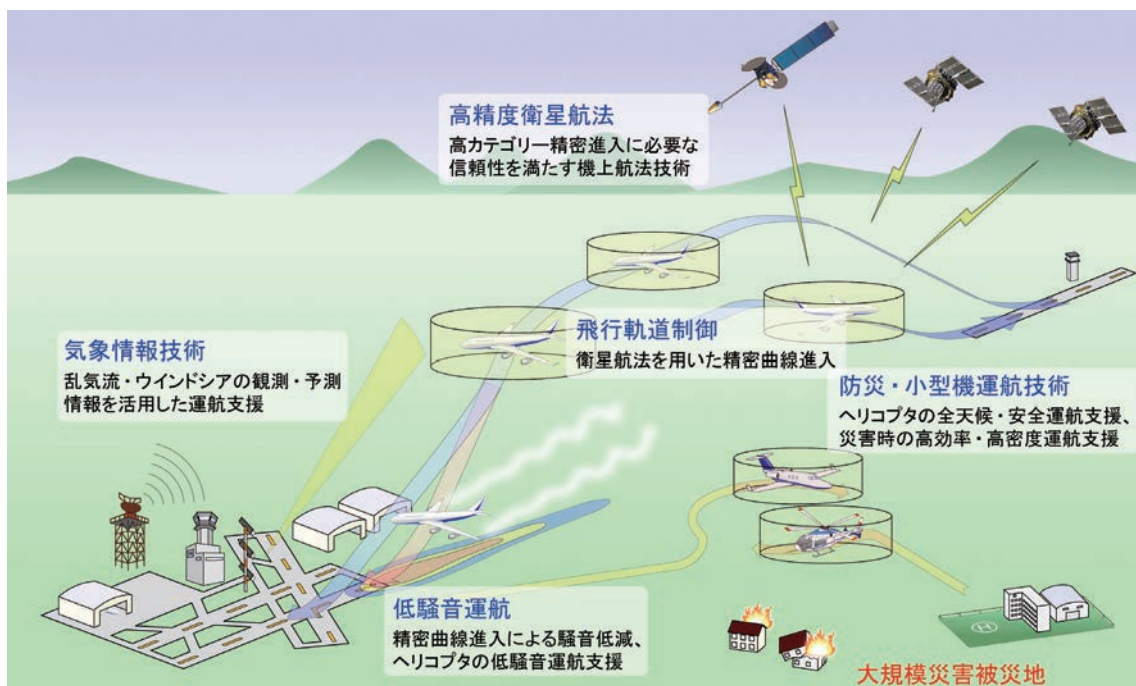 高精度衛星航法
高カテゴリー精密進入に必要な
信頼性を満たす機上航法技術
飛行軌道制御
衛星航法を用いた精密曲線進入
気象情報技術
乱気流・ウインドシアの観測・予測
情報を活用した運航支援
防災・小型機運航技術
ヘリコプタの全天候・安全運航支援、
災害時の高効率・高密度運航支援
低騒音運航
精密曲線進入による騒音低減、
ヘリコプタの低騒音運航支援
H
大規模災害被災地